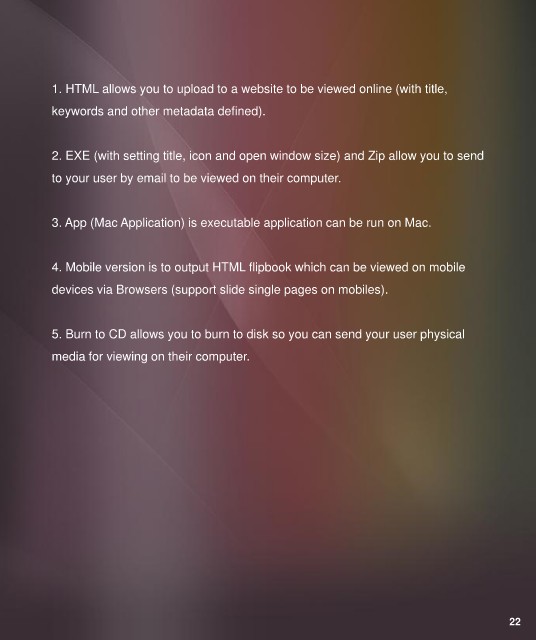 1. HTML allows you to upload to a website to be viewed online (with title,
keywords and other metadata defined).
2. EXE (with setting title, icon and open window size) and Zip allow you to send
to your user by email to be viewed on their computer.
3. App (Mac Application) is executable application can be run on Mac.
4. Mobile version is to output HTML flipbook which can be viewed on mobile
devices via Browsers (support slide single pages on mobiles).
5. Burn to CD allows you to burn to disk so you can send your user physical
media for viewing on their computer.
22